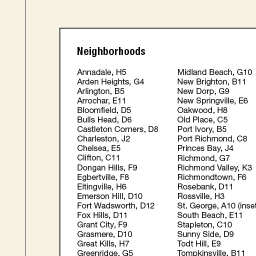 Neighborhoods
Annadale, H5
Arden Heights, G4
Arlington, B5
Arrochar, E11
Bloomfield, D5
Bulls Head, D6
Castleton Corners, D8
Charleston, J2
Chelsea, E5
Clifton, C11
Dongan Hills, F9
Egbertville, F8
Eltingville, H6
Emerson Hill, D10
Fort Wadsworth, D12
Fox Hills, D11
Grant City, F9
Grasmere, D10
Great Kills, H7
Greenridge, G5
Midland Beach, G10
New Brighton, B11
New Dorp, G9
New Springville, E6
Oakwood, H8
Old Place, C5
Port Ivory, B5
Port Richmond, C8
Princes Bay, J4
Richmond, G7
Richmond Valley, K3
Richmondtown, F6
Rosebank, D11
Rossville, H3
St. George, A10 (inset
South Beach, E11
Stapleton, C10
Sunny Side, D9
Todt Hill, E9
Tompkinsville, B11